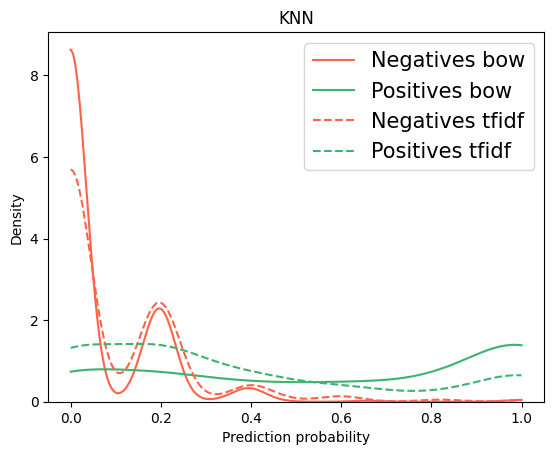 KNN
Negatives bow
Positives bow
Negatives tfidf
Positives tfidf
Density
8
6
4
2
0
0.0 0.2 0.4 0.6 0.8 1.0
Prediction probability